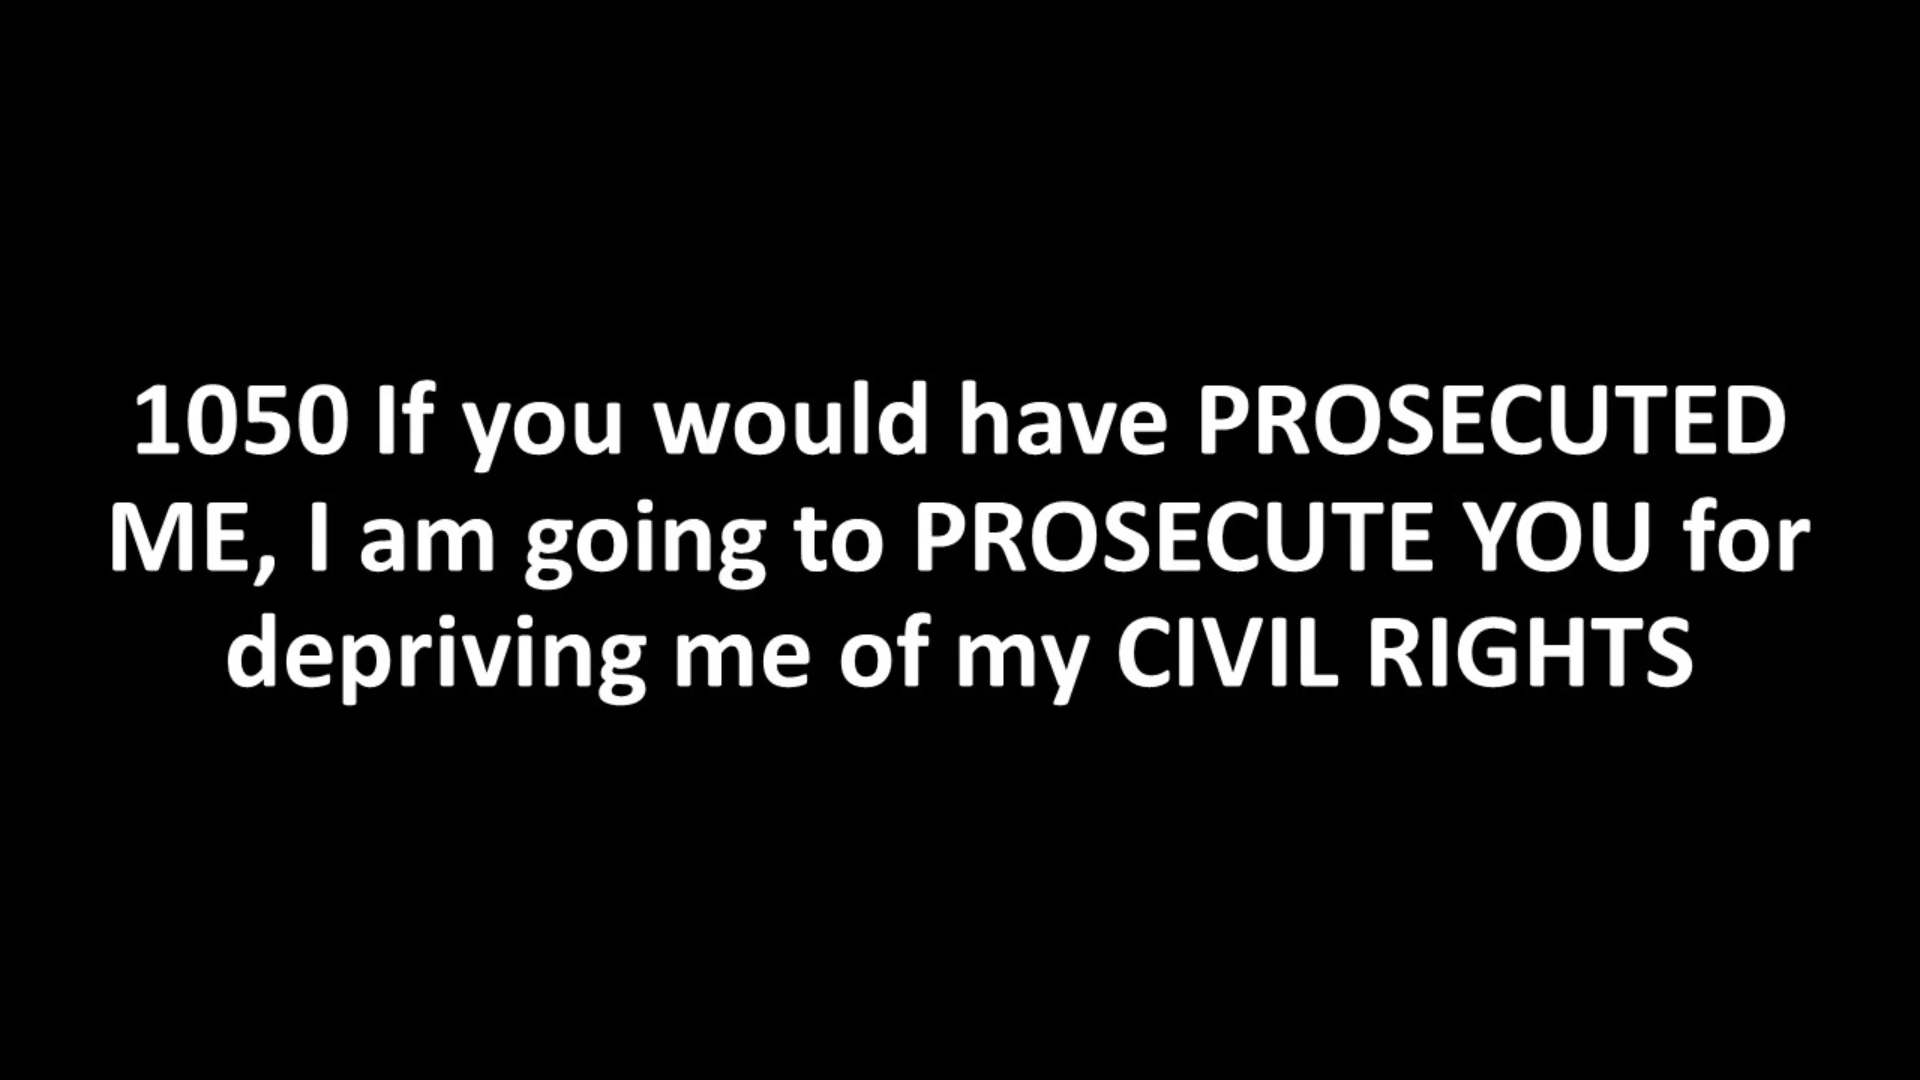 1050 If you would have PROSECUTED
ME, I am going to PROSECUTE YOU for
depriving me of my CIVIL RIGHTS